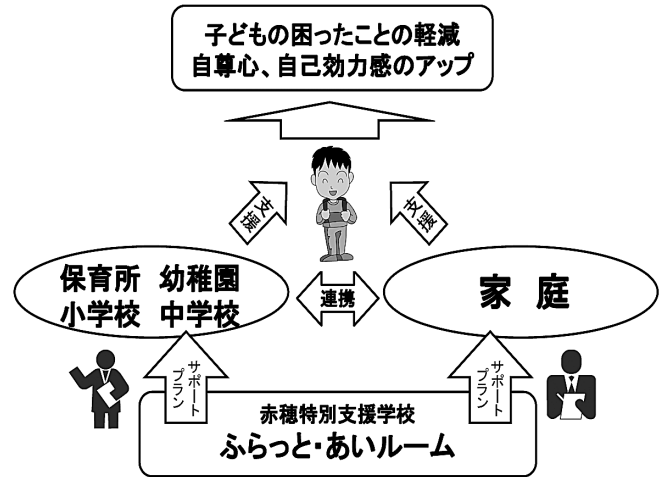 子どもの困ったことの軽減
自尊心、自己効力感のアップ
支援
支援
保育所 幼稚園
小学校 中学校
連携
家 庭
サポート
プラン
サポート
プラン
赤穂特別支援学校
ふらっと・あいルーム